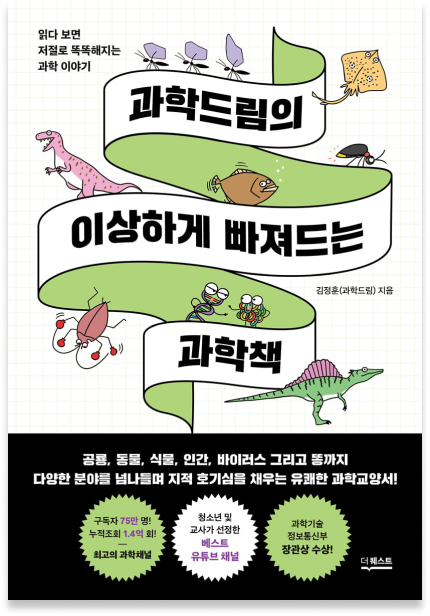 읽다 보면
저절로 똑똑해지는
과학 이야기
과학드림의
이상하게 빠져드는
김정훈(과학드림) 지음
과학책
공룡, 동물, 식물, 인간, 바이러스 그리고 똥까지
다양한 분야를 넘나들며 지적 호기심을 채우는 유쾌한 과학교양서!
구독자 75만 명!
누적조회 1.4억 회!
최고의 과학채널
청소년 및
교사가 선정한
베스트
유튜브 채널
과학기술
정보통신부
장관상 수상!
더퀘스트